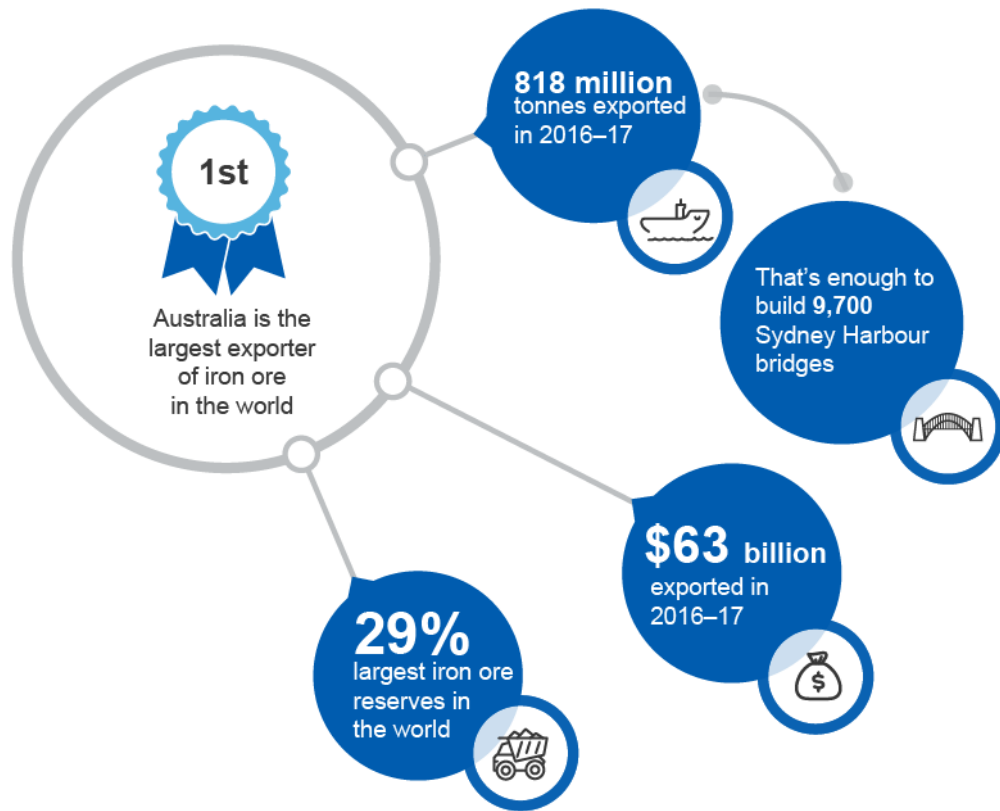 1st
Australia is the
largest exporter
of iron ore
in the world
818 million
tonnes exported
in 2016–17
That's enough to
build 9,700
Sydney Harbour
bridges
$63 billion
exported in
2016–17
$
29%
largest iron ore
reserves in
the world